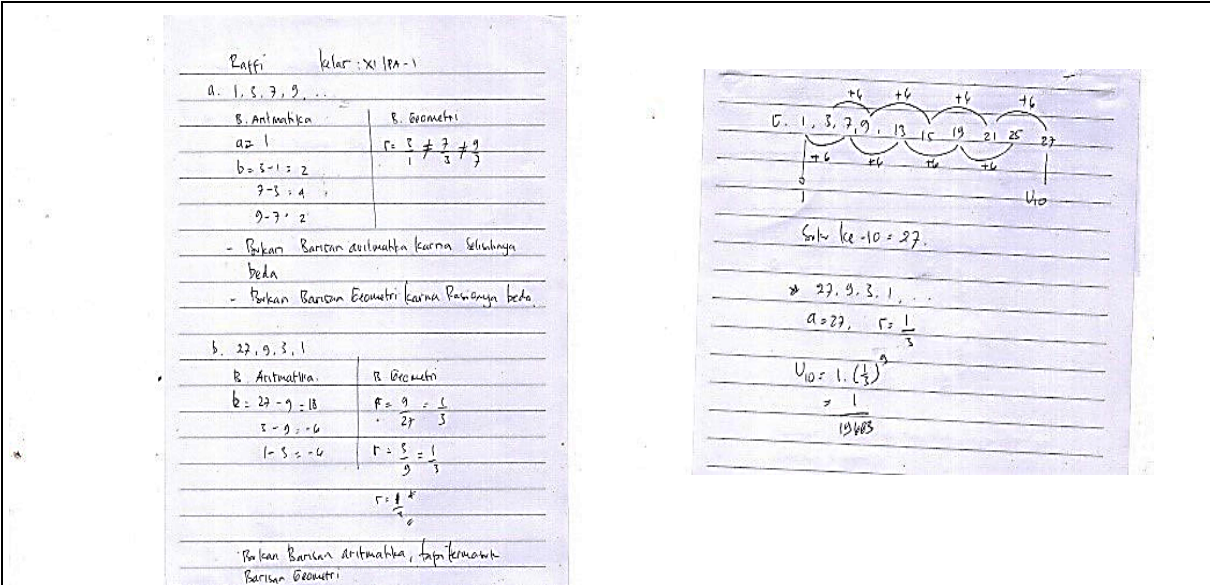 Raffi kelas : XI IPA-1
a. 1, 3, 7, 9, ...
B. Aritmatika B. Geometri
a = 1 r = 3/1 ≠ 7/3 ≠ 9/7
b = 3-1 = 2
7-3 = 4
9-7 = 2
- Bukan Barisan aritmatika karna Selisihnya
beda
- Bukan Barisan Geometri karna Rasionya beda
b. 27, 9, 3, 1
B. Aritmatika. B. Geometri
= 27 - 9 = 18 r = 9/27 = 1/3
3 - 9 = -6
1 - 3 = -4 r = 3/9 = 1/3
r =
Bukan Barisan aritmatika, tapi termasuk
Barisan Geometri
+6 +6 +6 +6
1, 3, 7, 9, 13 15 19 21 25 27
+6 +6 +6 +6
1 U10
Suku ke-10 = 27.
* 27, 9, 3, 1, ...
a = 27, r = 1/3
U10 = 1 . (1/3)^9
= 1/19683